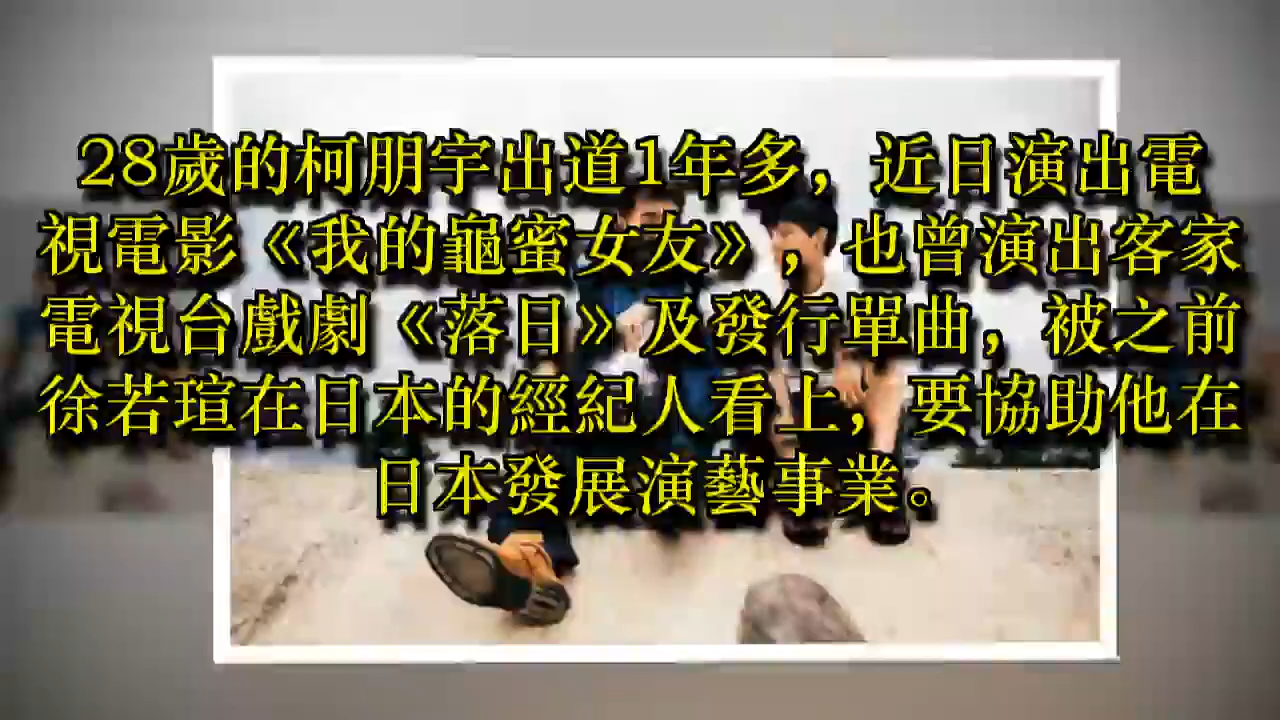 28歲的柯朋宇出道1年多，近日演出電
視電影《我的龜蜜女友》，也曾演出客家
電視台戲劇《落日》及發行單曲，被之前
徐若瑄在日本的經紀人看上，要協助他在
日本發展演藝事業。